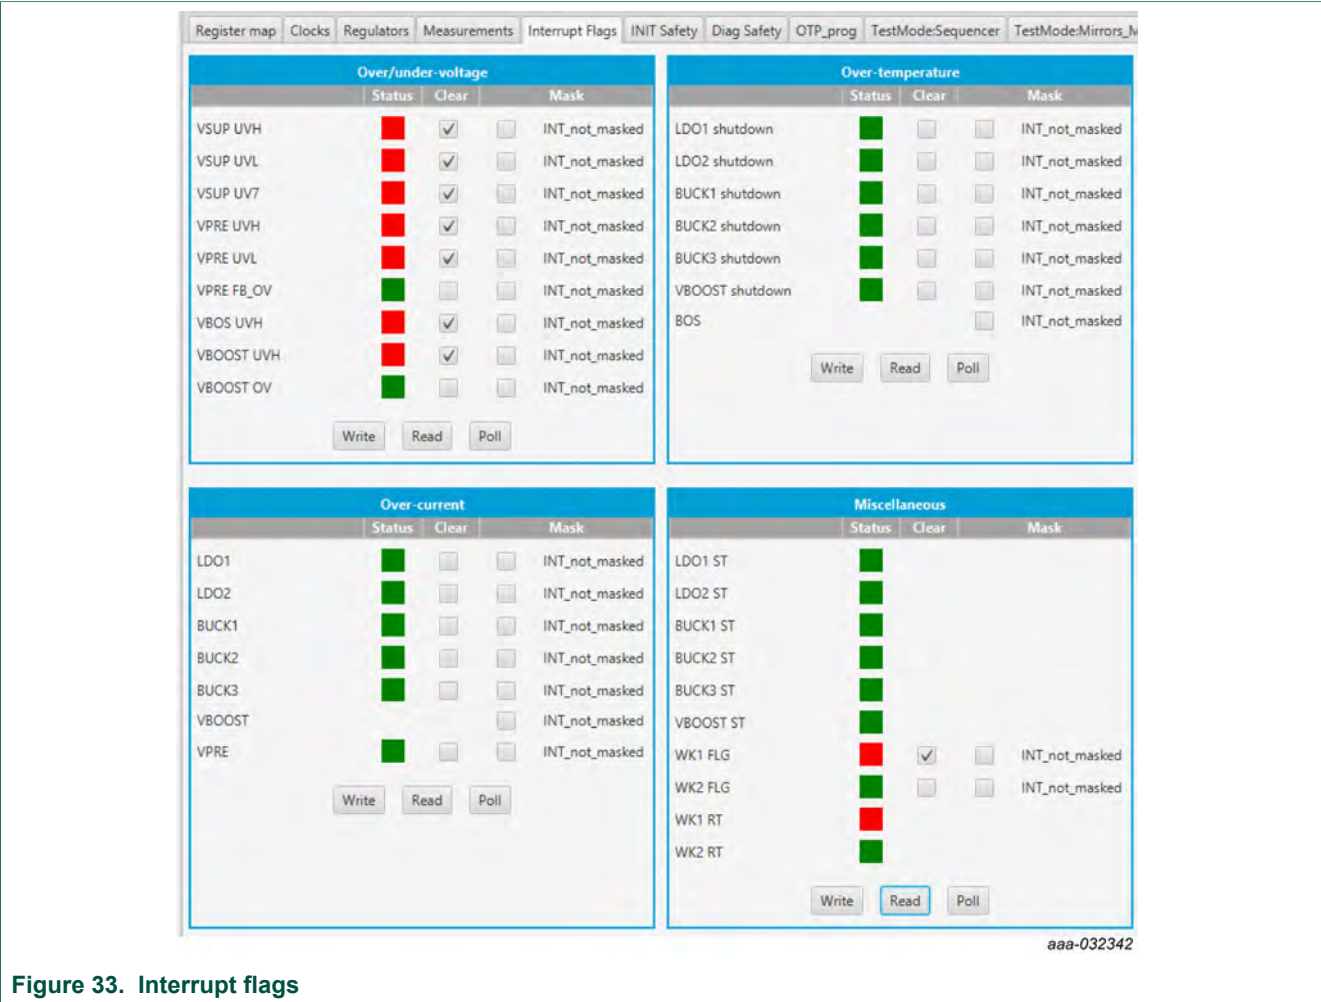 Register map Clocks Regulators Measurements Interrupt Flags INIT Safety Diag Safety OTP_prog TestMode:Sequencer TestMode:Mirrors_M
Over/under-voltage
Status Clear Mask
VSUP UVH INT_not_masked
VSUP UVL INT_not_masked
VSUP UV7 INT_not_masked
VPRE UVH INT_not_masked
VPRE UVL INT_not_masked
VPRE FB_OV INT_not_masked
VBOS UVH INT_not_masked
VBOOST UVH INT_not_masked
VBOOST OV INT_not_masked
Write Read Poll
Over-temperature
Status Clear Mask
LDO1 shutdown INT_not_masked
LDO2 shutdown INT_not_masked
BUCK1 shutdown INT_not_masked
BUCK2 shutdown INT_not_masked
BUCK3 shutdown INT_not_masked
VBOOST shutdown INT_not_masked
BOS INT_not_masked
Write Read Poll
Over-current
Status Clear Mask
LDO1 INT_not_masked
LDO2 INT_not_masked
BUCK1 INT_not_masked
BUCK2 INT_not_masked
BUCK3 INT_not_masked
VBOOST INT_not_masked
VPRE INT_not_masked
Write Read Poll
Miscellaneous
Status Clear Mask
LDO1 ST
LDO2 ST
BUCK1 ST
BUCK2 ST
BUCK3 ST
VBOOST ST
WK1 FLG INT_not_masked
WK2 FLG INT_not_masked
WK1 RT
WK2 RT
Write Read Poll
aaa-032342
Figure 33. Interrupt flags